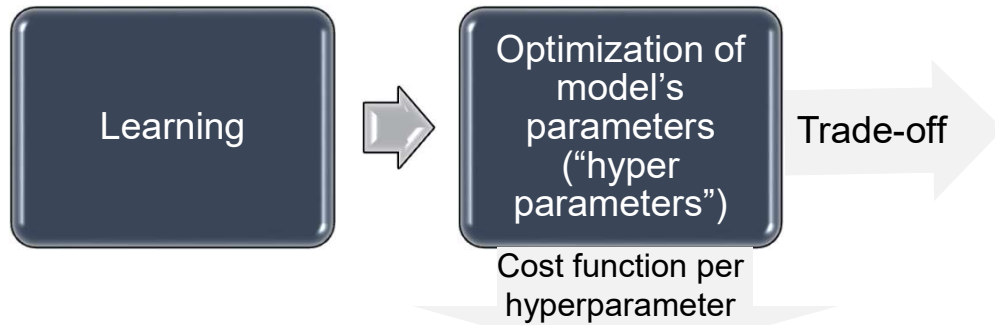 Learning
Optimization of
model’s
parameters
(“hyper
parameters”)
Trade-off
Cost function per
hyperparameter